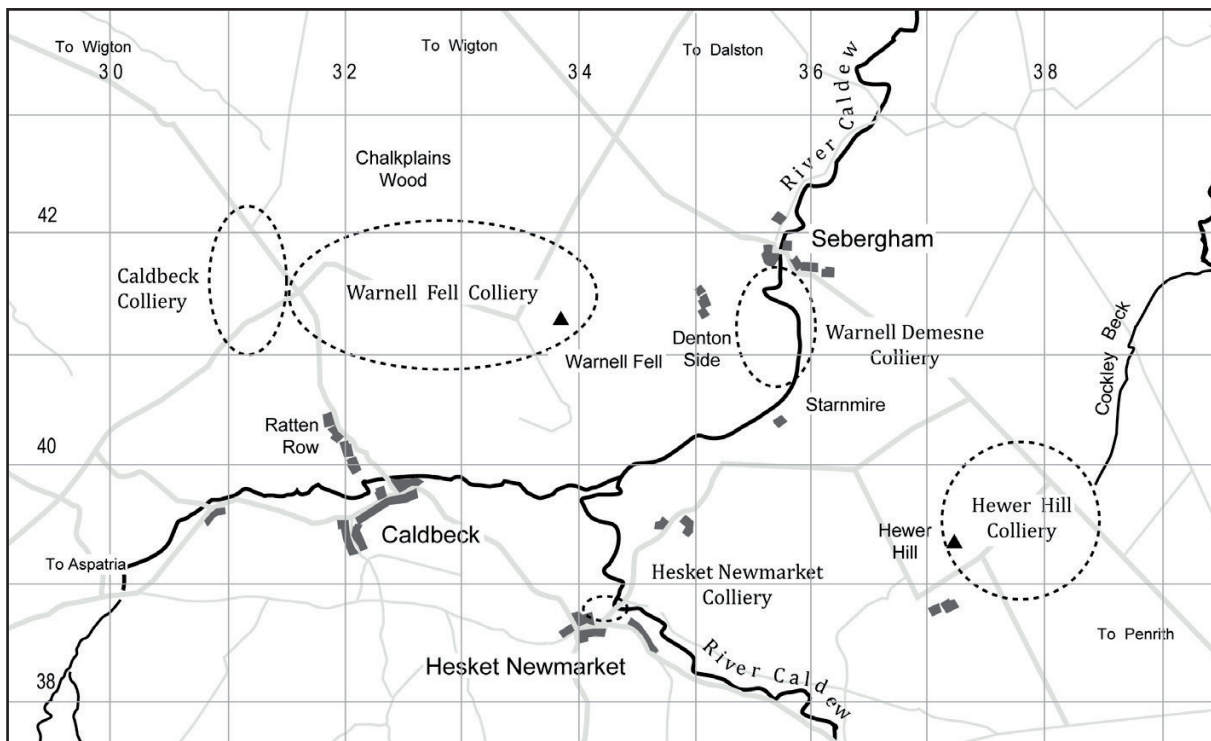 To Wigton
To Wigton
To Dalston
30
32
34
36
38
River Caldew
Chalkplains
Wood
42
Sebergham
Caldbeck
Colliery
Warnell Fell Colliery
Warnell Fell
Denton
Side
Warnell Demesne
Colliery
Cockley Beck
Starnmire
Ratten
Row
40
Caldbeck
Hewer
Hill
Hewer Hill
Colliery
To Aspatria
Hesket Newmarket
Colliery
To Penrith
Hesket Newmarket
River Caldew
38